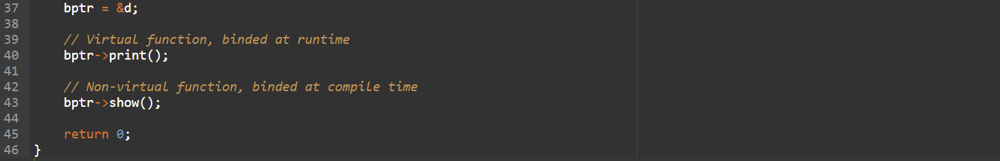 37 bptr = &d;
38
39 // Virtual function, binded at runtime
40 bptr->print();
41
42 // Non-virtual function, binded at compile time
43 bptr->show();
44
45 return 0;
46 }